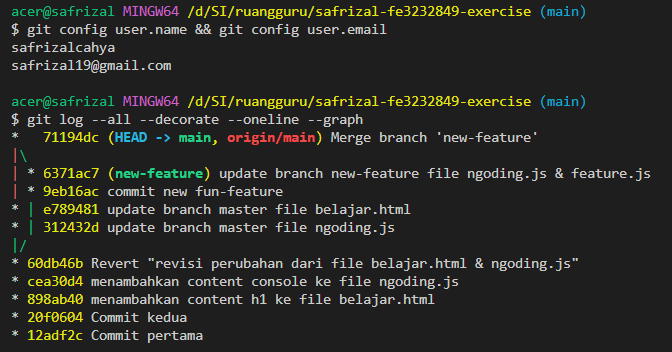 acer@safrizal MINGW64 /d/SI/ruangguru/safrizal-fe3232849-exercise (main)
$ git config user.name && git config user.email
safrizalcahya
safrizal19@gmail.com
acer@safrizal MINGW64 /d/SI/ruangguru/safrizal-fe3232849-exercise (main)
$ git log --all --decorate --oneline --graph
*   71194dc (HEAD -> main, origin/main) Merge branch 'new-feature'
|\
| * 6371ac7 (new-feature) update branch new-feature file ngoding.js & feature.js
| * 9eb16ac commit new fun-feature
* | e789481 update branch master file belajar.html
* | 312432d update branch master file ngoding.js
|/
* 60db46b Revert "revisi perubahan dari file belajar.html & ngoding.js"
* cea30d4 menambahkan content console ke file ngoding.js
* 898ab40 menambahkan content h1 ke file belajar.html
* 20f0604 Commit kedua
* 12adf2c Commit pertama